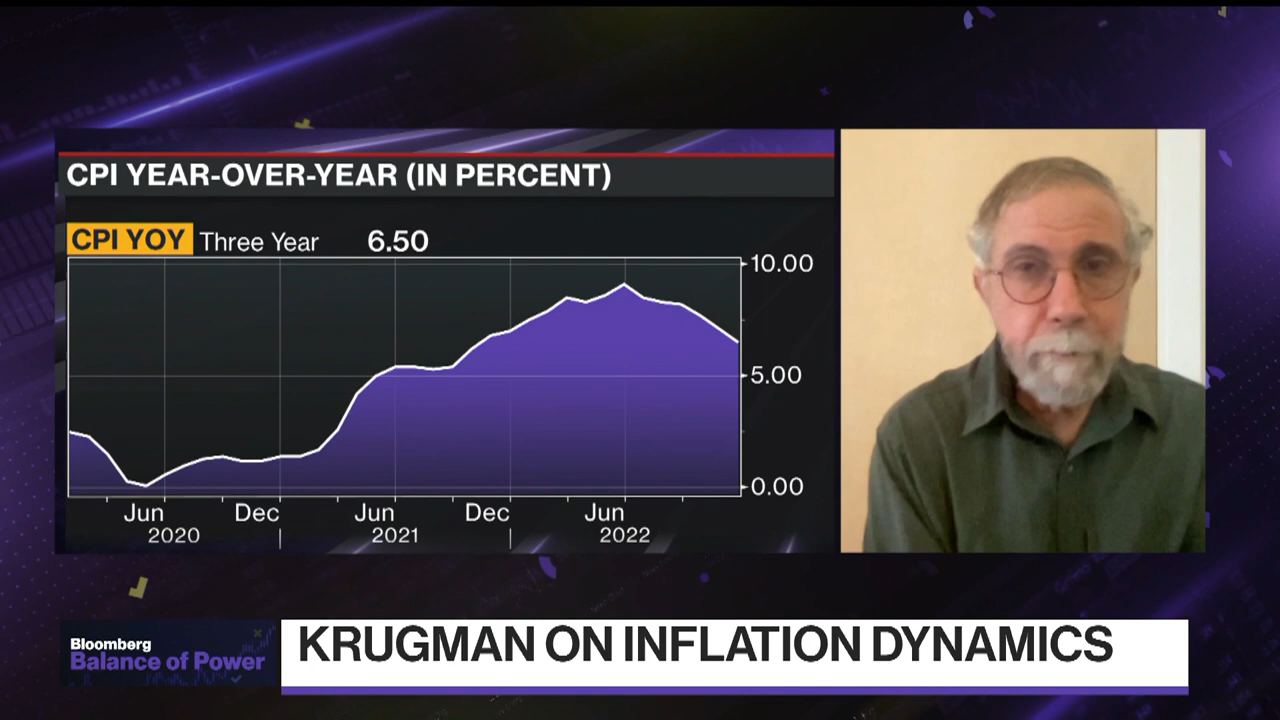 CPI YEAR-OVER-YEAR (IN PERCENT)
CPI YOY Three Year 6.50
10.00
5.00
0.00
Jun Dec Jun Dec Jun
2020 2021 2022
Bloomberg
Balance of Power
KRUGMAN ON INFLATION DYNAMICS